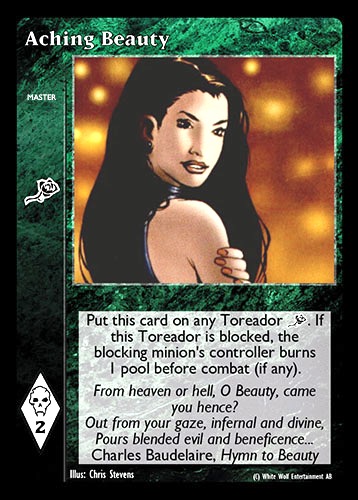 Aching Beauty
MASTER
Put this card on any Toreador . If
this Toreador is blocked, the
blocking minion's controller burns
1 pool before combat (if any).
From heaven or hell, O Beauty, came
you hence?
Out from your gaze, infernal and divine,
Pours blended evil and beneficence...
Charles Baudelaire, Hymn to Beauty
2
Illus: Chris Stevens
(C) White Wolf Entertainment AB